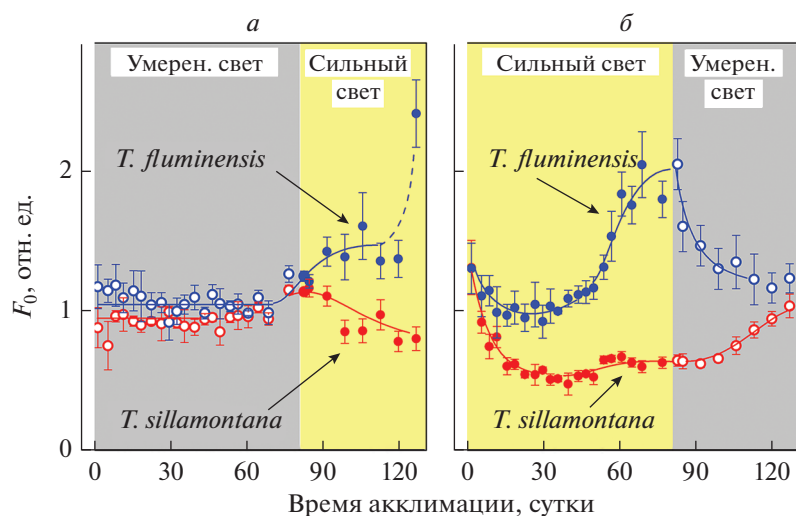 а
б
Умерен. свет
Сильный
свет
Сильный свет
Умерен.
свет
T. fluminensis
T. fluminensis
T. sillamontana
T. sillamontana
F0, отн. ед.
2
1
0
0
30
60
90
120
0
30
60
90
120
Время акклимации, сутки